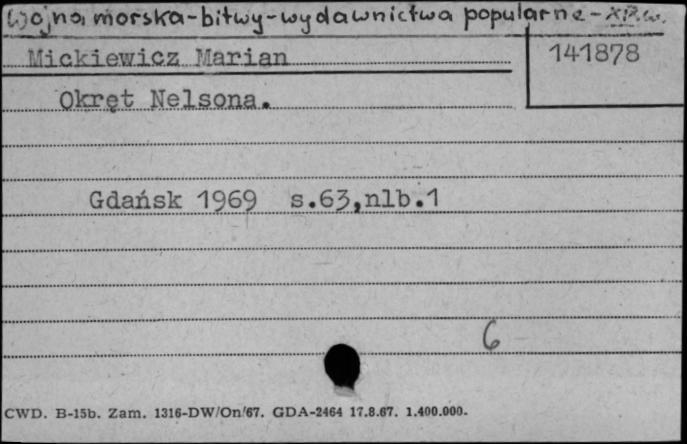 Wojna morska-bitwy-wydawnictwa popularne-XIXw.
Mickiewicz Marian
141878
Okręt Nelsona.
Gdańsk 1969 s.63,nlb.1
6
CWD. B-15b. Zam. 1316-DW/On/67. GDA-2464 17.8.67. 1.400.000.